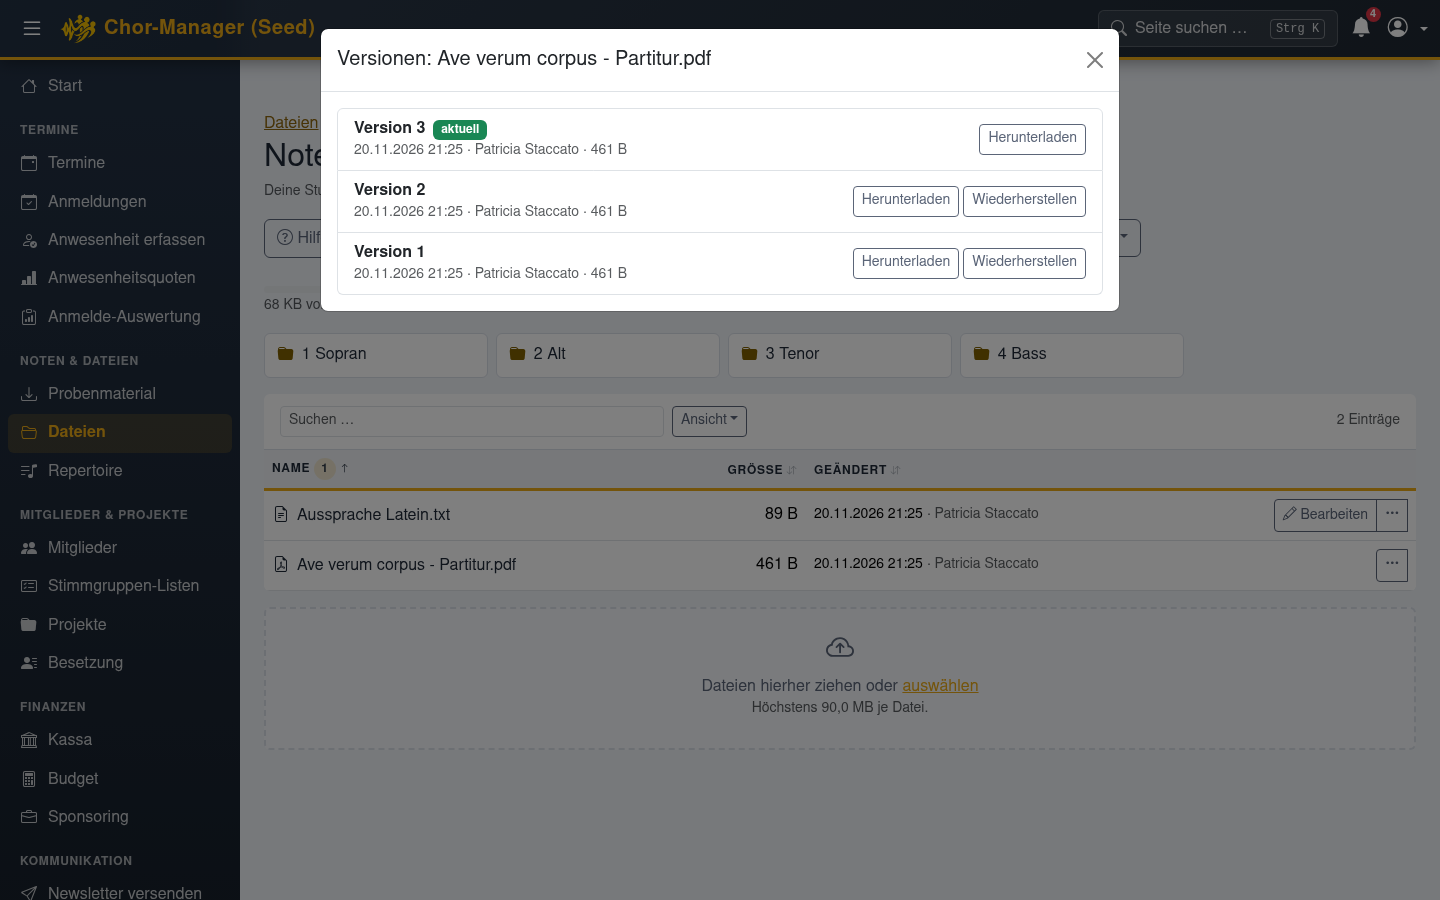 Chor-Manager (Seed)
Seite suchen … Strg K
4
Start
TERMINE
Termine
Anmeldungen
Anwesenheit erfassen
Anwesenheitsquoten
Anmelde-Auswertung
NOTEN & DATEIEN
Probenmaterial
Dateien
Repertoire
MITGLIEDER & PROJEKTE
Mitglieder
Stimmgruppen-Listen
Projekte
Besetzung
FINANZEN
Kassa
Budget
Sponsoring
KOMMUNIKATION
Newsletter versenden
Versionen: Ave verum corpus - Partitur.pdf
Version 3 aktuell
20.11.2026 21:25 · Patricia Staccato · 461 B
Herunterladen
Version 2
20.11.2026 21:25 · Patricia Staccato · 461 B
Herunterladen Wiederherstellen
Version 1
20.11.2026 21:25 · Patricia Staccato · 461 B
Herunterladen Wiederherstellen
Dateien
Deine
68 KB
1 Sopran
2 Alt
3 Tenor
4 Bass
Suchen …
Ansicht
2 Einträge
NAME 1 ↑ GRÖSSE GEÄNDERT
Aussprache Latein.txt 89 B 20.11.2026 21:25 · Patricia Staccato Bearbeiten ···
Ave verum corpus - Partitur.pdf 461 B 20.11.2026 21:25 · Patricia Staccato ···
Dateien hierher ziehen oder auswählen
Höchstens 90,0 MB je Datei.